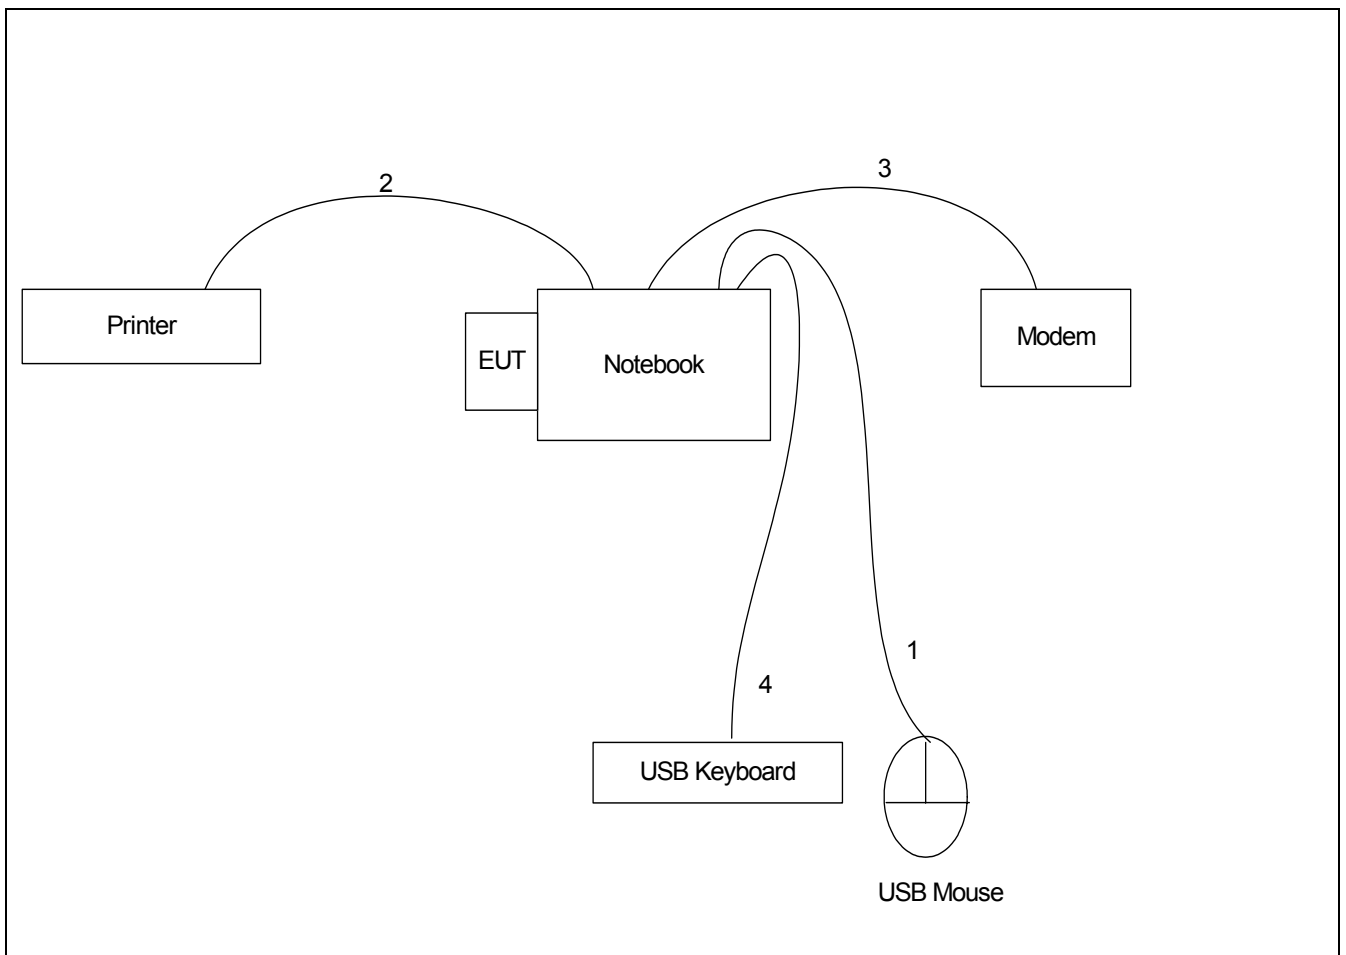 2
3
Printer
EUT
Notebook
Modem
1
4
USB Keyboard
USB Mouse